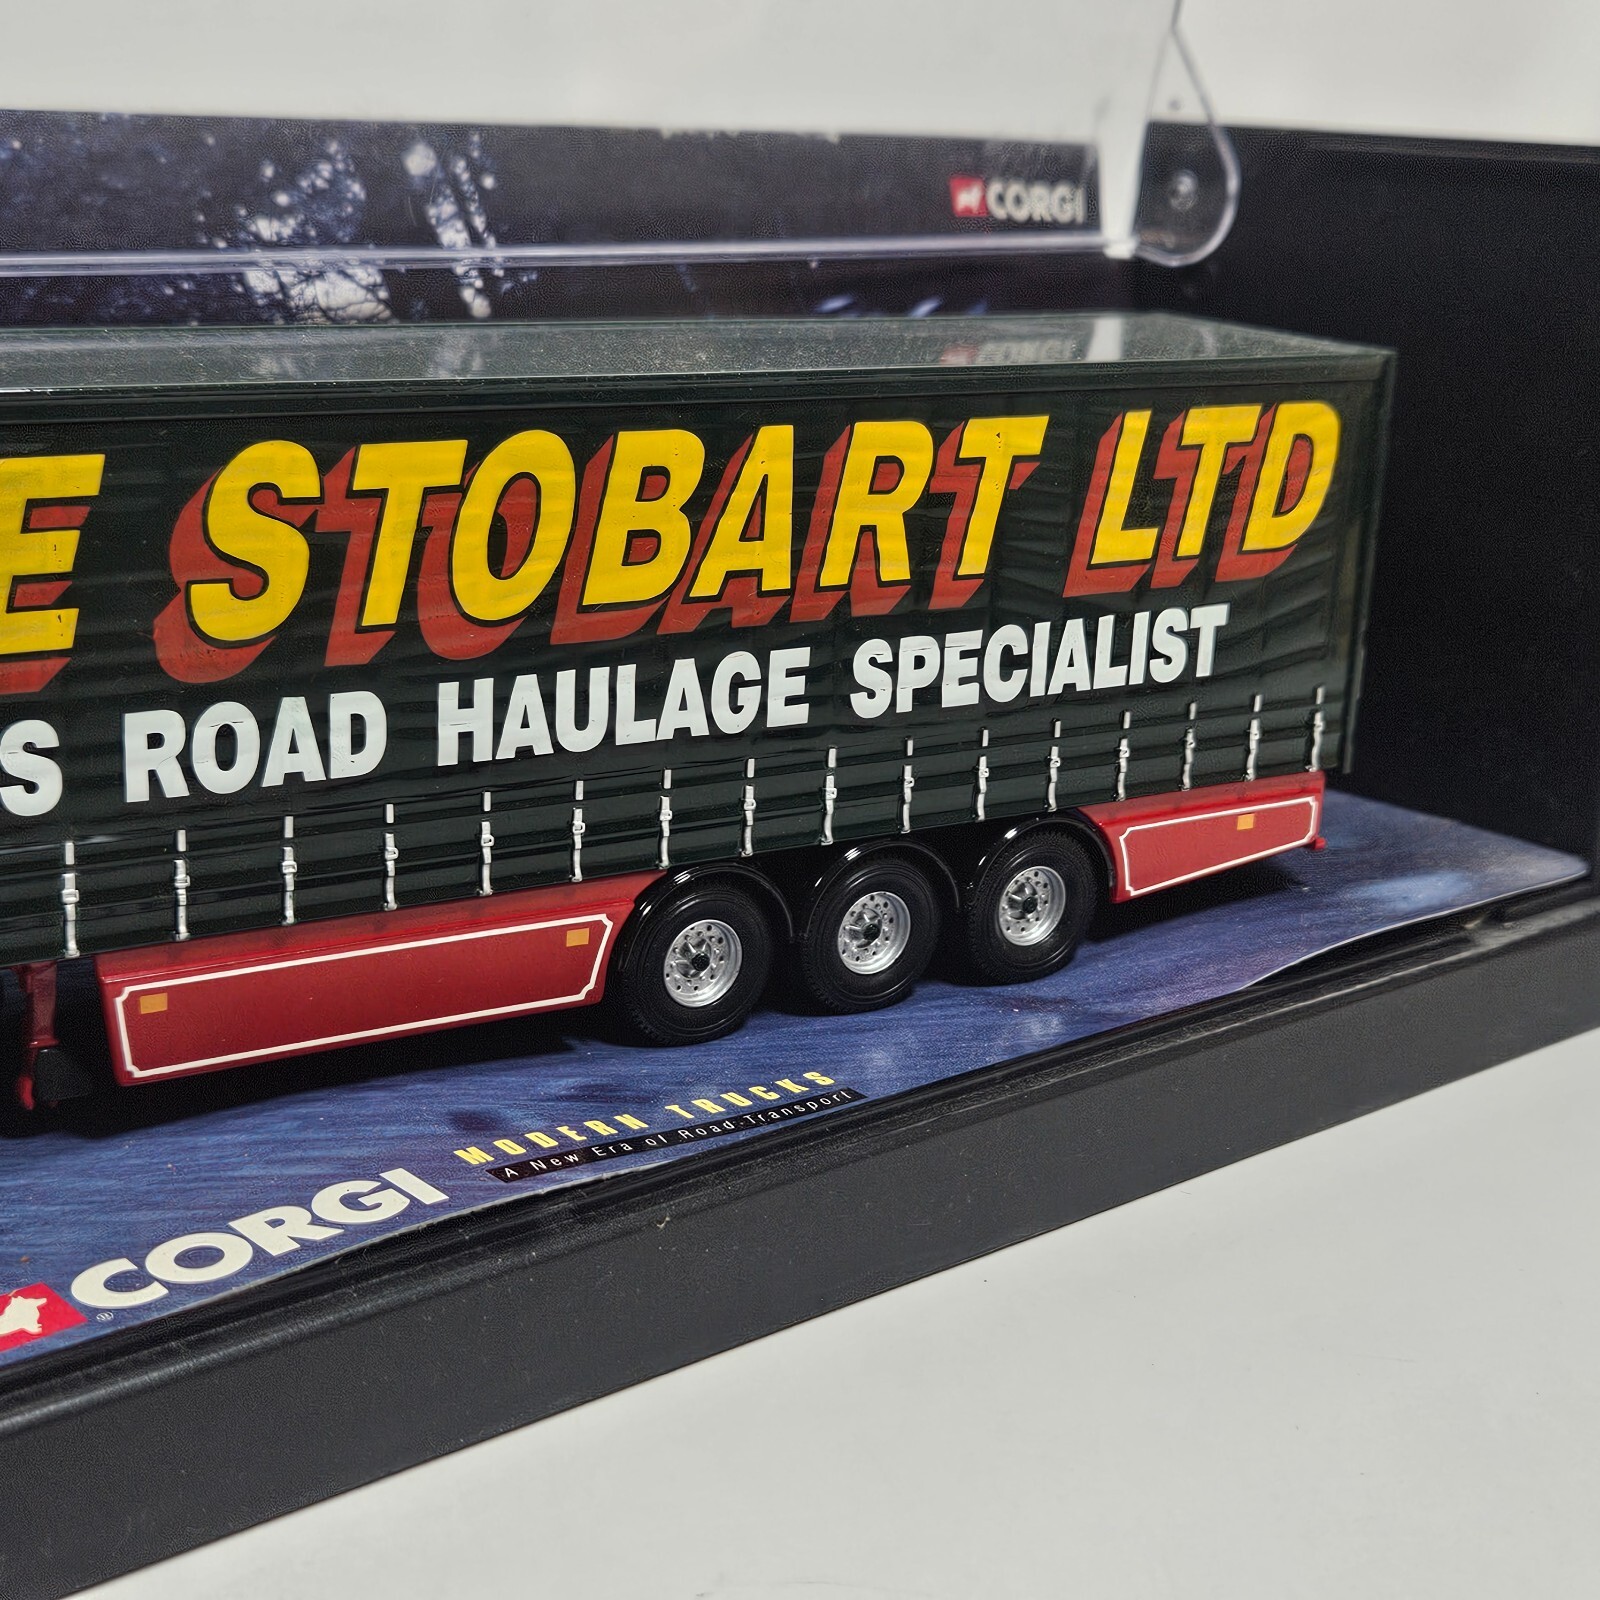 CORGI
E STOBART LTD
S ROAD HAULAGE SPECIALIST
MODERN TRUCKS
A New Era of Road-Transport
CORGI